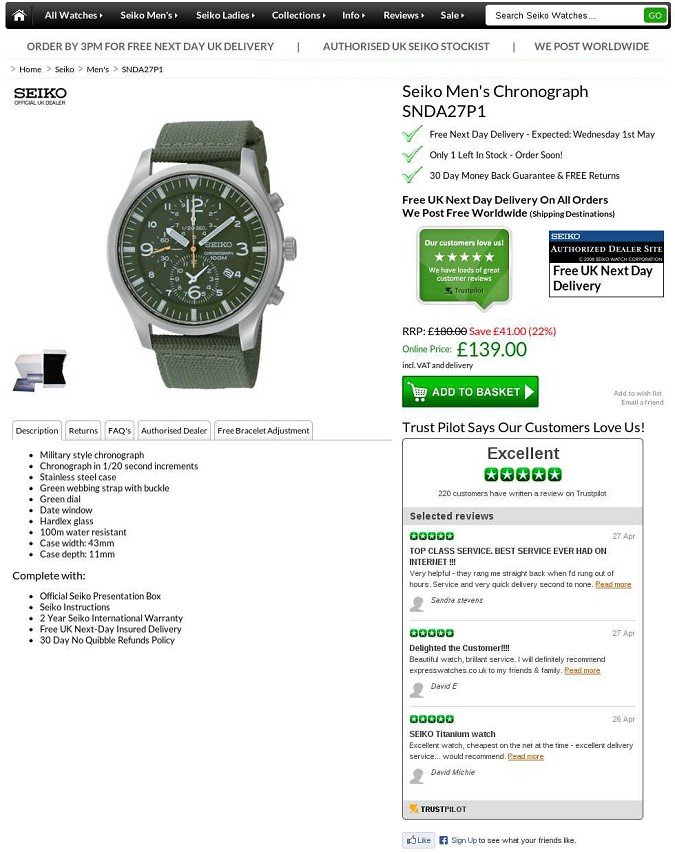 All Watches
Seiko Men's
Seiko Ladies
Collections
Info
Reviews
Sale
Search Seiko Watches...
GO
ORDER BY 3PM FOR FREE NEXT DAY UK DELIVERY | AUTHORISED UK SEIKO STOCKIST | WE POST WORLDWIDE
> Home > Seiko > Men's > SNDA27P1
SEIKO
OFFICIAL UK DEALER
12
1/20 SEC
SEIKO
CHRONOGRAPH
100M
Seiko Men's Chronograph
SNDA27P1
Free Next Day Delivery - Expected: Wednesday 1st May
Only 1 Left In Stock - Order Soon!
30 Day Money Back Guarantee & FREE Returns
Free UK Next Day Delivery On All Orders
We Post Free Worldwide (Shipping Destinations)
Our customers love us!
We have loads of great
customer reviews
Trustpilot
SEIKO
AUTHORIZED DEALER SITE
© 2008 SEIKO WATCH CORPORATION
Free UK Next Day
Delivery
RRP: £180.00 Save £41.00 (22%)
Online Price: £139.00
incl. VAT and delivery
ADD TO BASKET
Add to wish list
Email a friend
Description
Returns
FAQ's
Authorised Dealer
Free Bracelet Adjustment
• Military style chronograph
• Chronograph in 1/20 second increments
• Stainless steel case
• Green webbing strap with buckle
• Green dial
• Date window
• Hardlex glass
• 100m water resistant
• Case width: 43mm
• Case depth: 11mm
Complete with:
• Official Seiko Presentation Box
• Seiko Instructions
• 2 Year Seiko International Warranty
• Free UK Next-Day Insured Delivery
• 30 Day No Quibble Refunds Policy
Trust Pilot Says Our Customers Love Us!
Excellent
220 customers have written a review on Trustpilot
Selected reviews
27 Apr
TOP CLASS SERVICE. BEST SERVICE EVER HAD ON
INTERNET !!!
Very helpful - they rang me straight back when I'd rung out of
hours. Service and very quick delivery second to none. Read more
Sandra stevens
27 Apr
Delighted the Customer!!!!
Beautiful watch, brillant service. I will definitely recommend
expresswatches.co.uk to my friends & family. Read more
David E
26 Apr
SEIKO Titanium watch
Excellent watch, cheapest on the net at the time - excellent delivery
service... would recommend. Read more
David Michie
TRUSTPILOT
Like
Sign Up to see what your friends like.